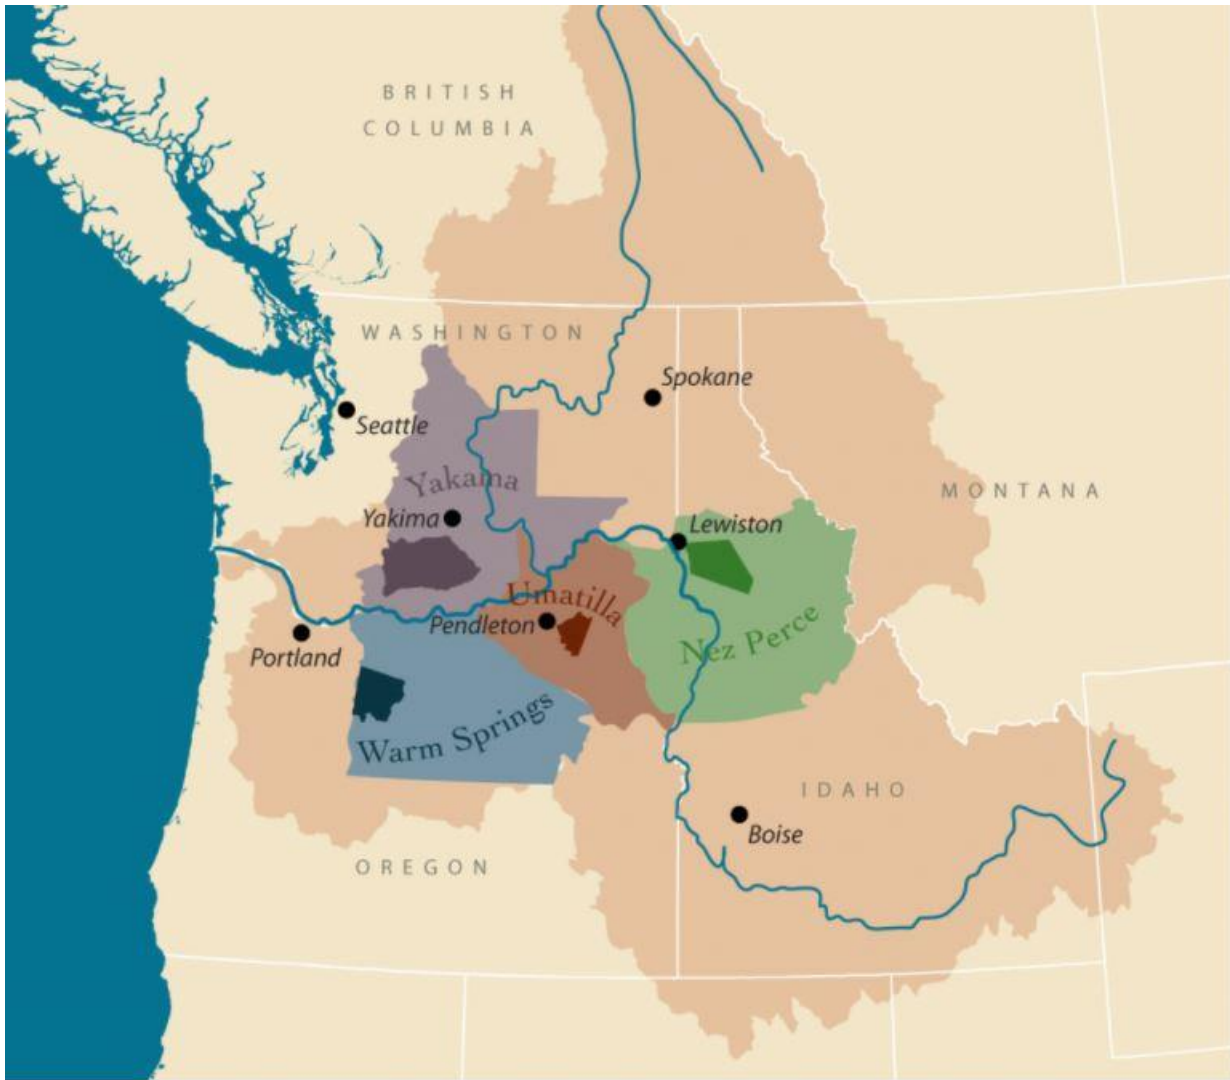 BRITISH
COLUMBIA
WASHINGTON
Spokane
Seattle
Yakama
MONTANA
Yakima
Lewiston
Umatilla
Pendleton
Nez Perce
Portland
Warm Springs
IDAHO
Boise
OREGON